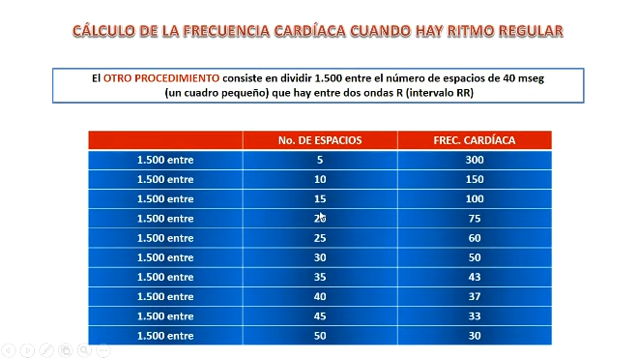 CÁLCULO DE LA FRECUENCIA CARDÍACA CUANDO HAY RITMO REGULAR
El OTRO PROCEDIMIENTO consiste en dividir 1.500 entre el número de espacios de 40 mseg
(un cuadro pequeño) que hay entre dos ondas R (intervalo RR)
No. DE ESPACIOS FREC. CARDÍACA
1.500 entre 5 300
1.500 entre 10 150
1.500 entre 15 100
1.500 entre 20 75
1.500 entre 25 60
1.500 entre 30 50
1.500 entre 35 43
1.500 entre 40 37
1.500 entre 45 33
1.500 entre 50 30